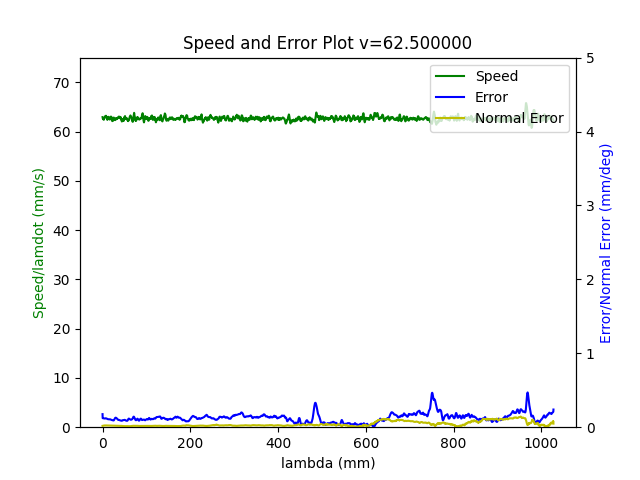 Speed and Error Plot v=62.500000
Speed
Error
Normal Error
70
60
50
40
30
20
10
0
5
4
3
2
1
0
0
200
400
600
800
1000
lambda (mm)
Speed/lamdot (mm/s)
Error/Normal Error (mm/deg)